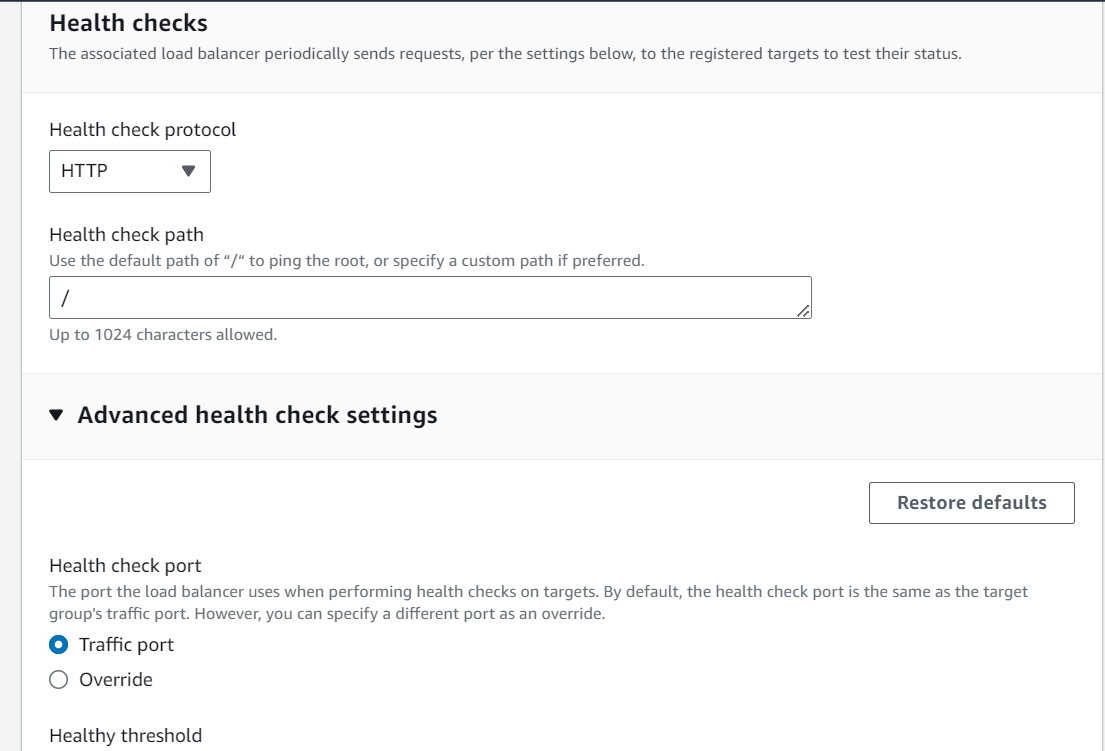 Health checks
The associated load balancer periodically sends requests, per the settings below, to the registered targets to test their status.
Health check protocol
HTTP
Health check path
Use the default path of “/“ to ping the root, or specify a custom path if preferred.
/
Up to 1024 characters allowed.
Advanced health check settings
Restore defaults
Health check port
The port the load balancer uses when performing health checks on targets. By default, the health check port is the same as the target
group's traffic port. However, you can specify a different port as an override.
Traffic port
Override
Healthy threshold